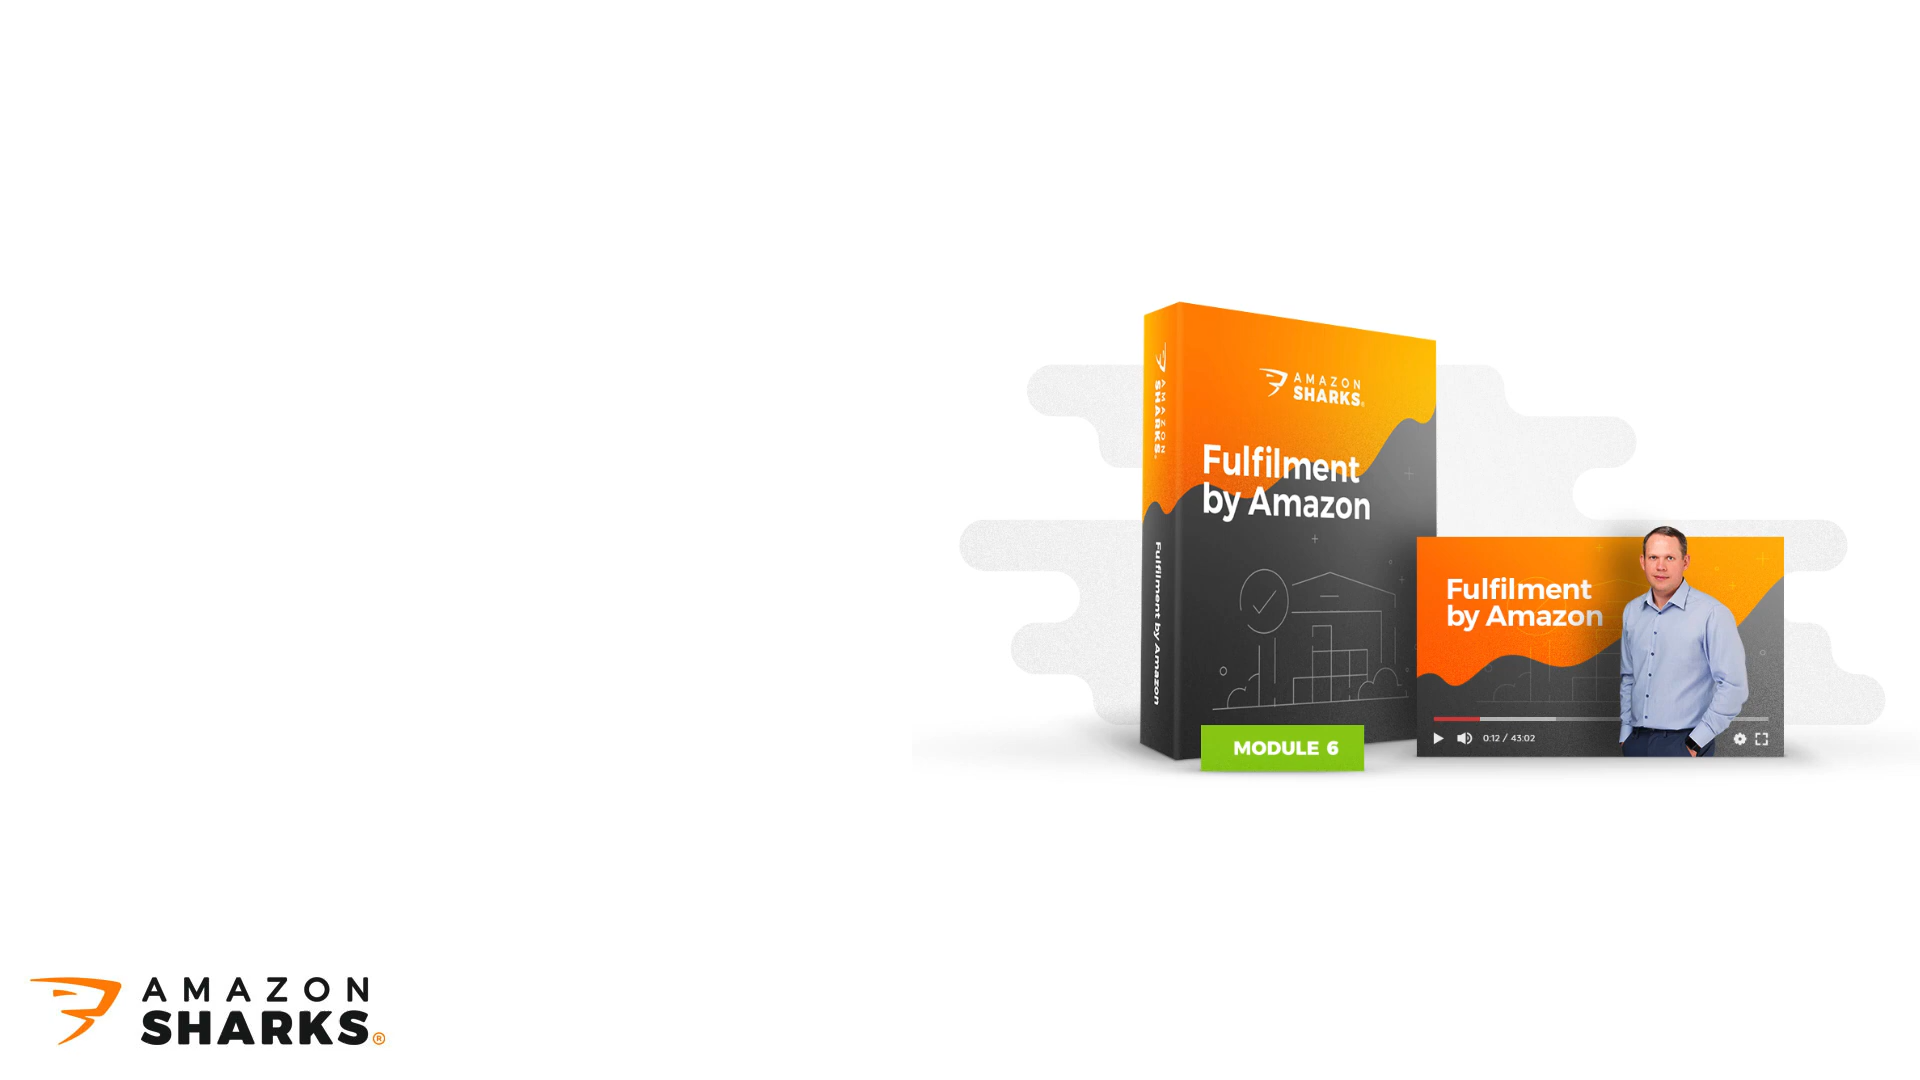 AMAZON
SHARKS®
Fulfilment
by Amazon
AMAZON
SHARKS®
Fulfilment by Amazon
MODULE 6
Fulfilment
by Amazon
0:12 / 43:02
AMAZON
SHARKS®